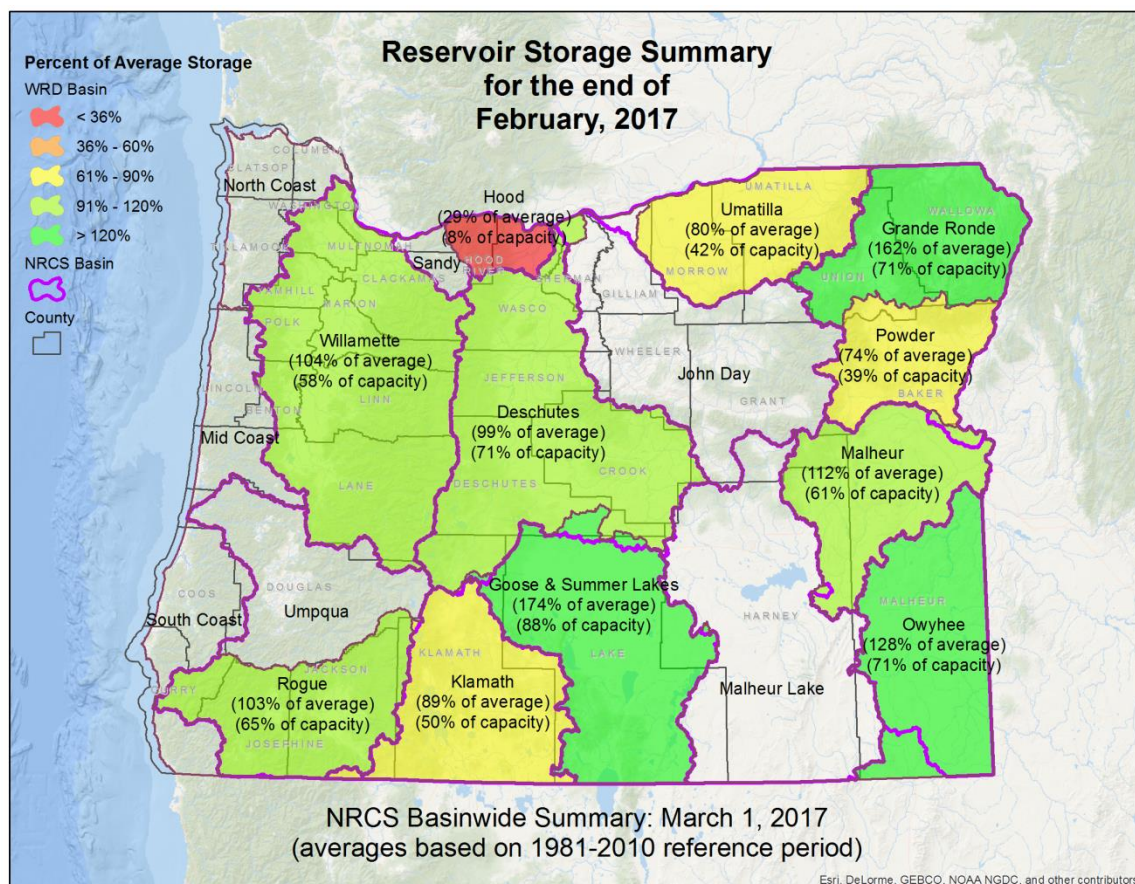 Reservoir Storage Summary
for the end of
February, 2017
Percent of Average Storage
WRD Basin
< 36%
36% - 60%
61% - 90%
91% - 120%
> 120%
NRCS Basin
County
COLUMBIA
CLATSOP
North Coast
WASHINGTON
TILLAMOOK
MULTNOMAH
CLACKAMAS
Sandy
YAMHILL
MARION
POLK
Hood
(29% of average)
(8% of capacity)
HOOD
RIVER
SHERMAN
WASCO
GILLIAM
MORROW
UMATILLA
Umatilla
(80% of average)
(42% of capacity)
WALLOWA
Grande Ronde
(162% of average)
(71% of capacity)
UNION
Willamette
(104% of average)
(58% of capacity)
LINCOLN
BENTON
LINN
Mid Coast
LANE
JEFFERSON
Deschutes
(99% of average)
(71% of capacity)
CROOK
DESCHUTES
WHEELER
John Day
GRANT
Powder
(74% of average)
(39% of capacity)
BAKER
Malheur
(112% of average)
(61% of capacity)
COOS
DOUGLAS
South Coast
Umpqua
Goose & Summer Lakes
(174% of average)
(88% of capacity)
LAKE
HARNEY
MALHEUR
Owyhee
(128% of average)
(71% of capacity)
CURRY
JACKSON
Rogue
(103% of average)
(65% of capacity)
JOSEPHINE
KLAMATH
Klamath
(89% of average)
(50% of capacity)
Malheur Lake
NRCS Basinwide Summary: March 1, 2017
(averages based on 1981-2010 reference period)
Esri, DeLorme, GEBCO, NOAA NGDC, and other contributors